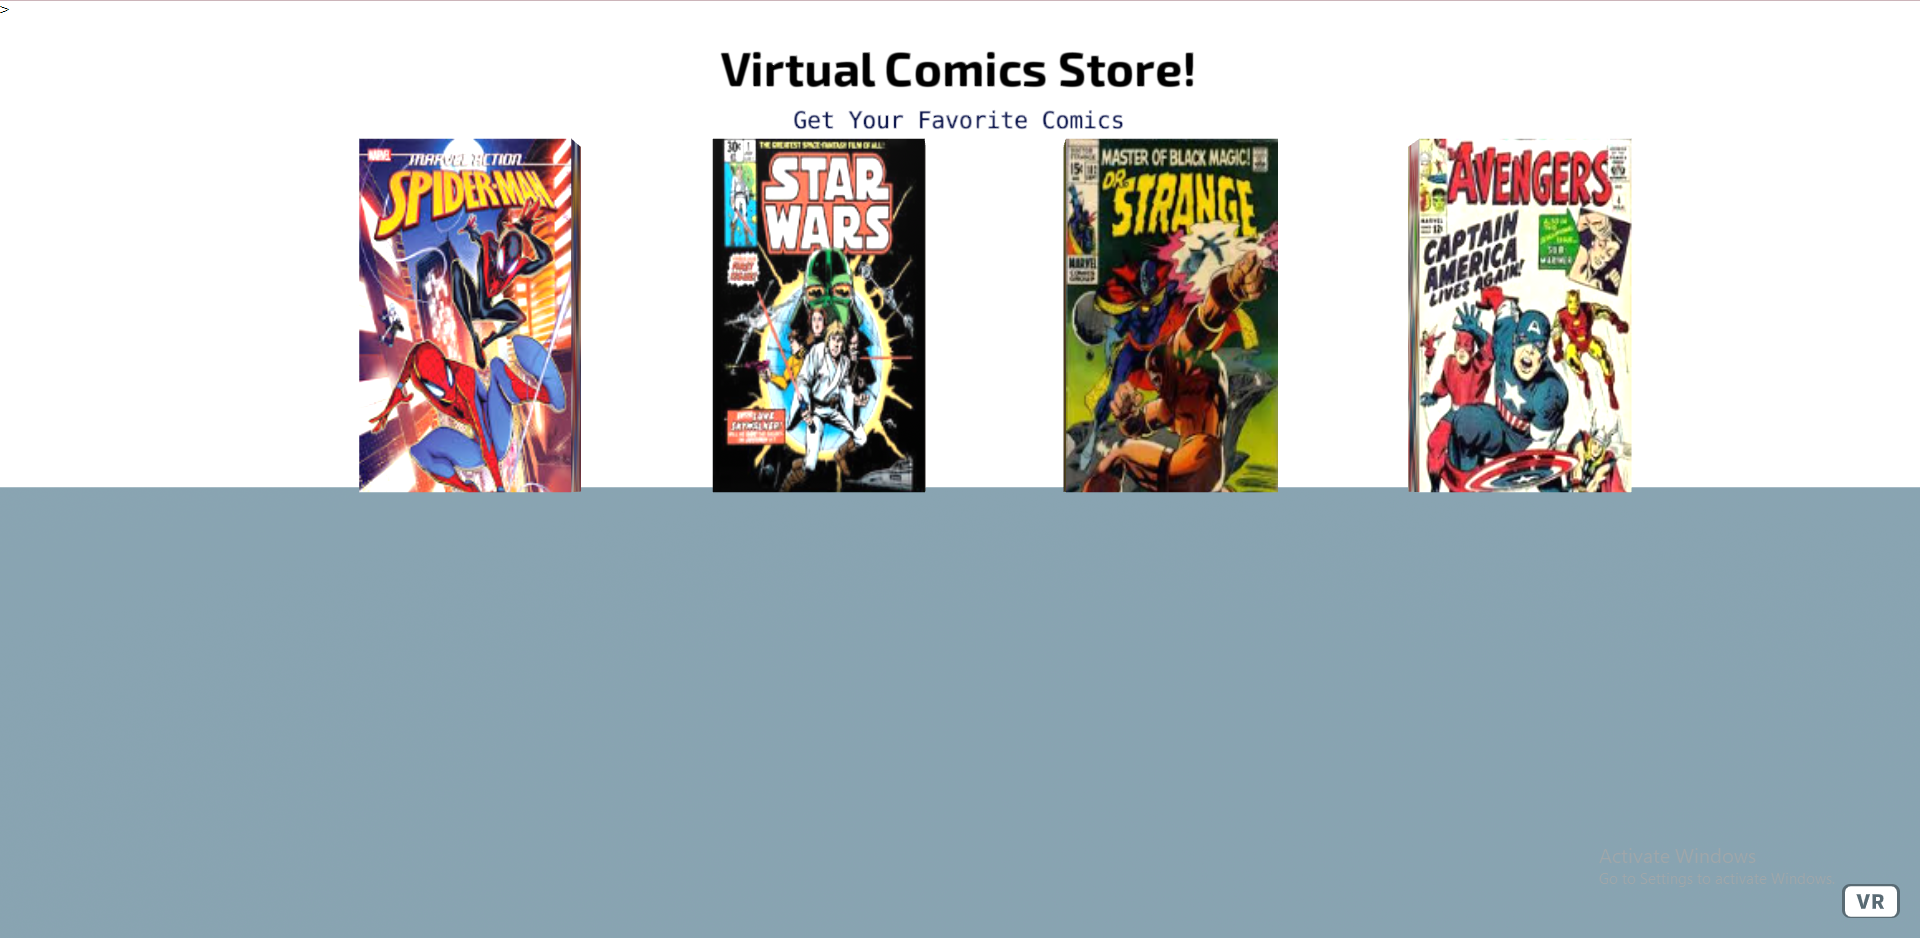 >
Virtual Comics Store!
Get Your Favorite Comics
MARVEL
MARVEL ACTION
SPIDER-MAN
30¢
1
THE GREATEST SPACE-FANTASY FILM OF ALL!
STAR
WARS
LUKE
SKYWALKER
MASTER OF BLACK MAGIC!
15¢
DR.
STRANGE
MARVEL
COMICS
GROUP
AVENGERS
4
MARVEL
12¢
CAPTAIN
AMERICA
LIVES AGAIN!
SUB
MARINER
A
Activate Windows
Go to Settings to activate Windows.
VR